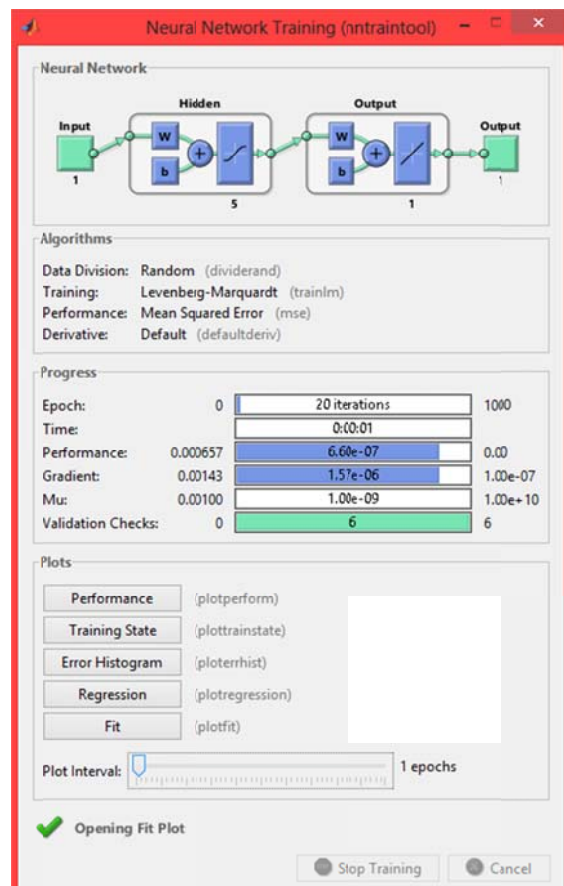 Neural Network Training (nntraintool)
Neural Network
Hidden
Output
Input
Output
W
b
+
W
b
+
1
5
1
1
Algorithms
Data Division: Random (dividerand)
Training: Levenberg-Marquardt (trainlm)
Performance: Mean Squared Error (mse)
Derivative: Default (defaultderiv)
Progress
Epoch: 0 20 iterations 1000
Time: 0:00:01
Performance: 0.000657 6.60e-07 0.00
Gradient: 0.00143 1.57e-06 1.00e-07
Mu: 0.00100 1.00e-09 1.00e+10
Validation Checks: 0 6 6
Plots
Performance (plotperform)
Training State (plottrainstate)
Error Histogram (ploterrhist)
Regression (plotregression)
Fit (plotfit)
Plot Interval: 1 epochs
Opening Fit Plot
Stop Training Cancel